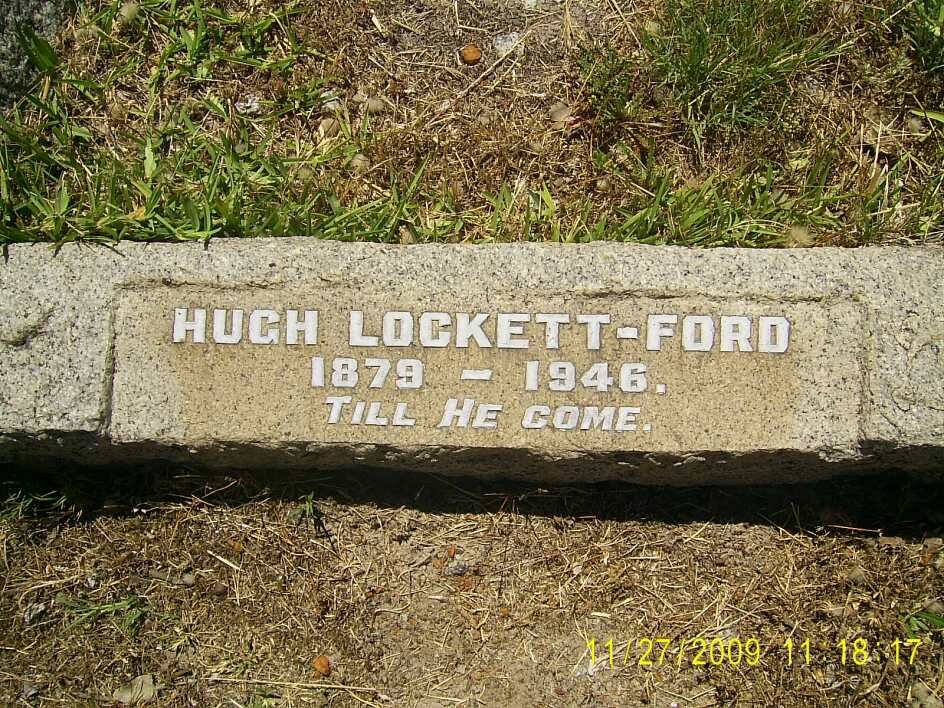 HUGH LOCKETT-FORD
1879 - 1946.
TILL HE COME.
11/27/2009 11:18:17